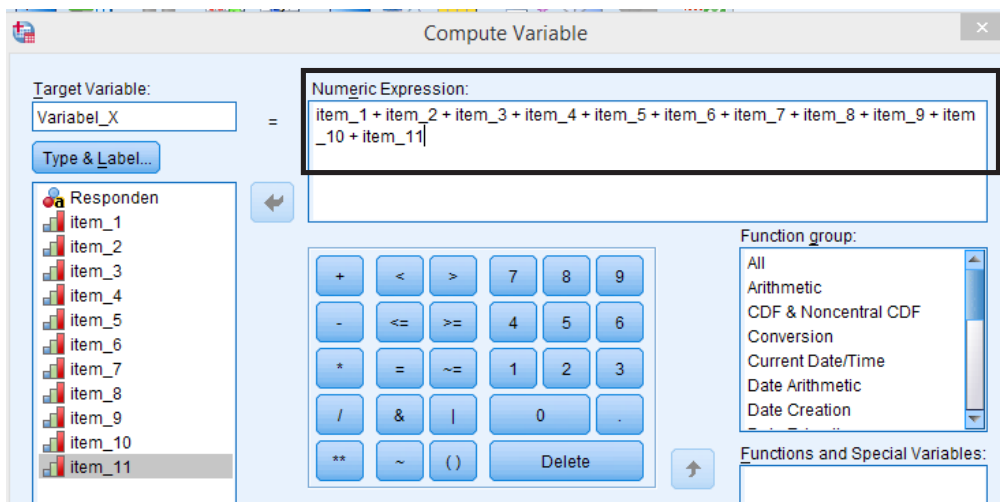 Compute Variable
Target Variable:
Variabel_X
=
Type & Label...
Responden
item_1
item_2
item_3
item_4
item_5
item_6
item_7
item_8
item_9
item_10
item_11
Numeric Expression:
item_1 + item_2 + item_3 + item_4 + item_5 + item_6 + item_7 + item_8 + item_9 + item
_10 + item_11
+ < > 7 8 9
- <= >= 4 5 6
* = ~= 1 2 3
/ & | 0 .
** ~ () Delete
Function group:
All
Arithmetic
CDF & Noncentral CDF
Conversion
Current Date/Time
Date Arithmetic
Date Creation
Functions and Special Variables: